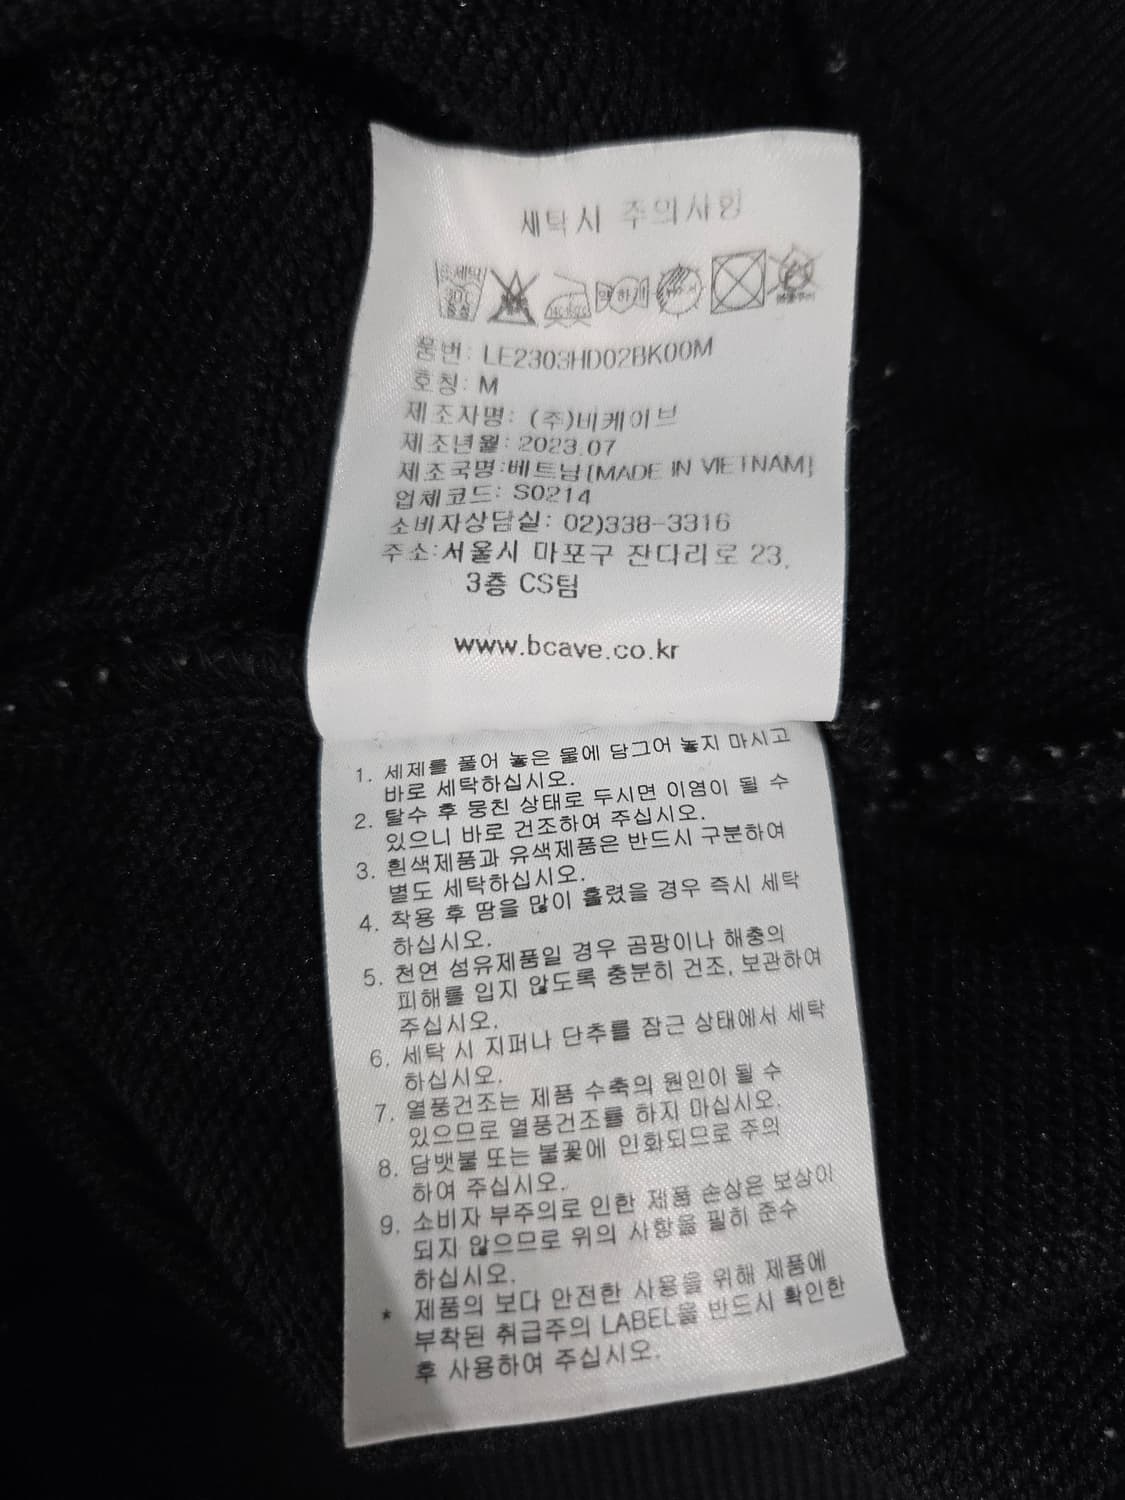 세탁시 주의사항
손세탁
30℃
중성
약하게
품번: LE2303HD02BK00M
호칭: M
제조자명: (주)비케이브
제조년월: 2023.07
제조국명:베트남(MADE IN VIETNAM)
업체코드: S0214
소비자상담실: 02)338-3316
주소:서울시 마포구 잔다리로 23,
3층 CS팀
www.bcave.co.kr
1. 세제를 풀어 놓은 물에 담그어 놓지 마시고
바로 세탁하십시오.
2. 탈수 후 뭉친 상태로 두시면 이염이 될 수
있으니 바로 건조하여 주십시오.
3. 흰색제품과 유색제품은 반드시 구분하여
별도 세탁하십시오.
4. 착용 후 땀을 많이 흘렸을 경우 즉시 세탁
하십시오.
5. 천연 섬유제품일 경우 곰팡이나 해충의
피해를 입지 않도록 충분히 건조, 보관하여
주십시오.
6. 세탁 시 지퍼나 단추를 잠근 상태에서 세탁
하십시오.
7. 열풍건조는 제품 수축의 원인이 될 수
있으므로 열풍건조를 하지 마십시오.
8. 담뱃불 또는 불꽃에 인화되므로 주의
하여 주십시오.
9. 소비자 부주의로 인한 제품 손상은 보상이
되지 않으므로 위의 사항을 필히 준수
하십시오.
* 제품의 보다 안전한 사용을 위해 제품에
부착된 취급주의 LABEL을 반드시 확인한
후 사용하여 주십시오.